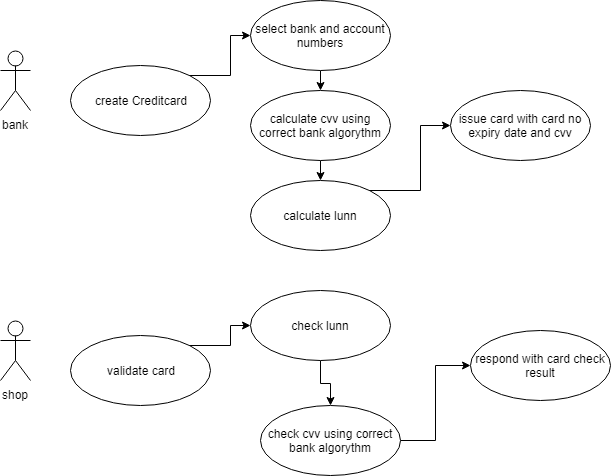 select bank and account
numbers
bank
create Creditcard
calculate cvv using
correct bank algorythm
issue card with card no
expiry date and cvv
calculate lunn
shop
validate card
check lunn
respond with card check
result
check cvv using correct
bank algorythm